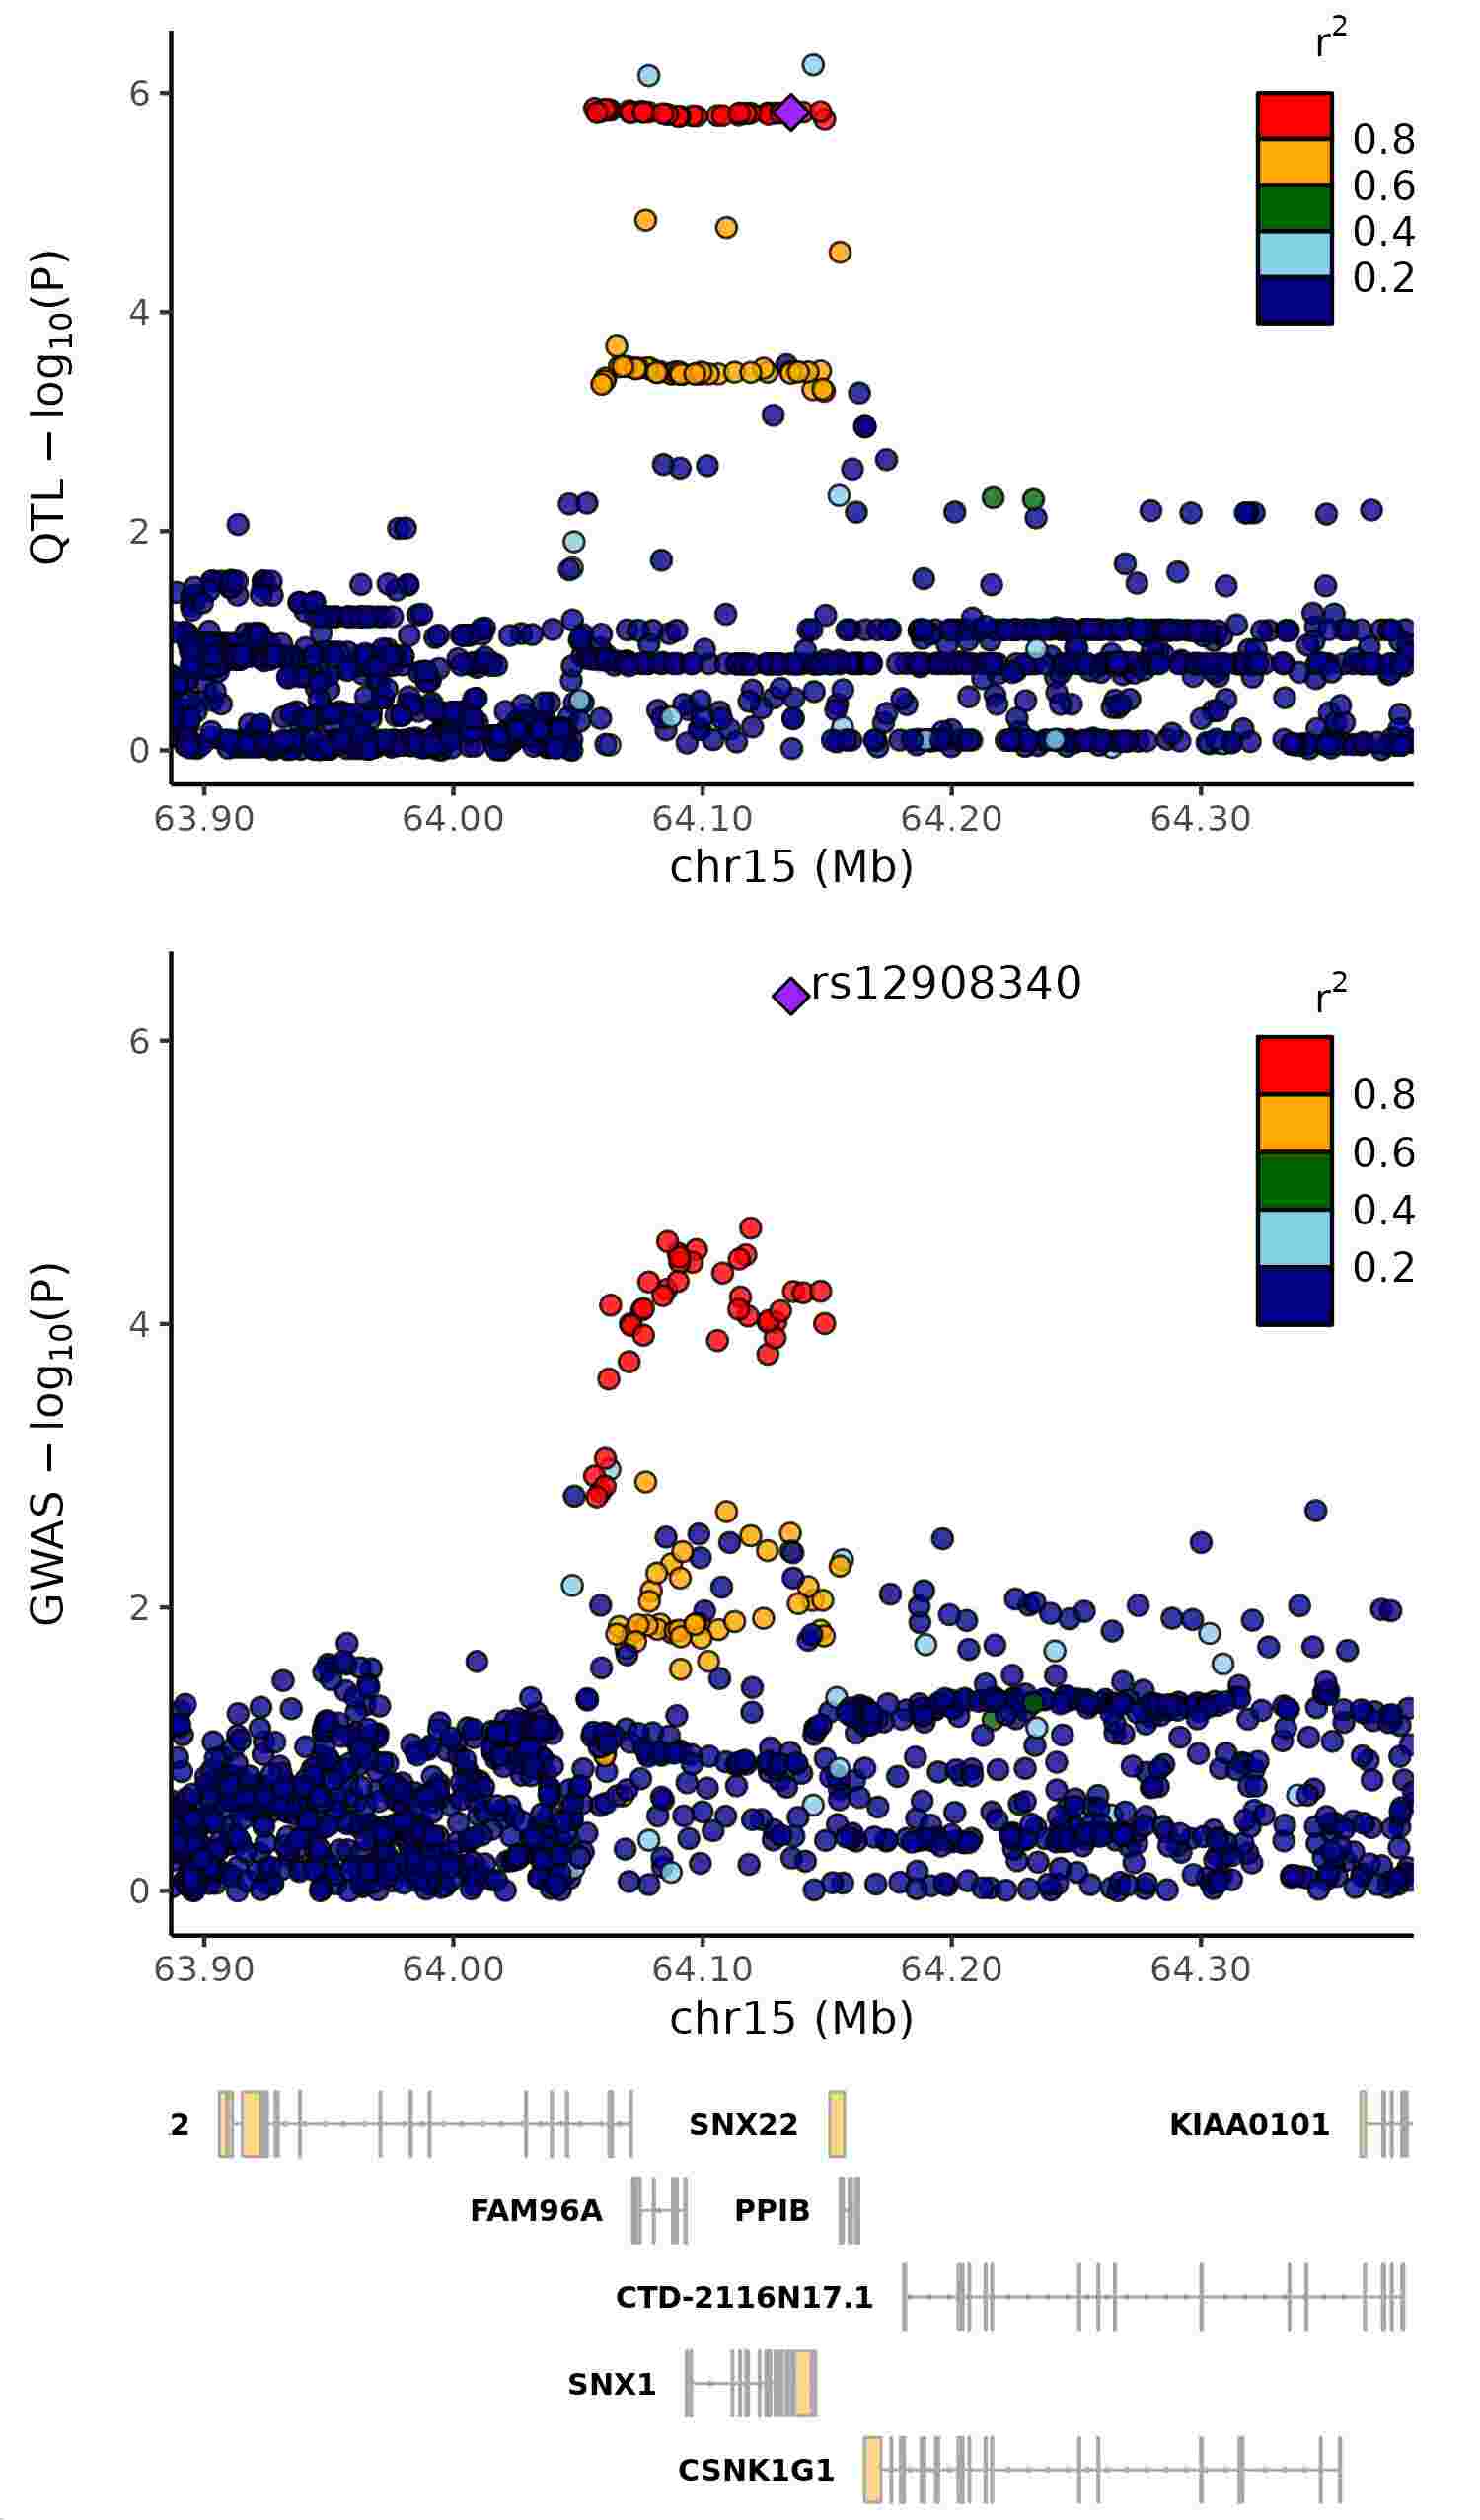 r2
QTL − log10(P)
6
4
2
0
0.8
0.6
0.4
0.2
63.90 64.00 64.10 64.20 64.30
chr15 (Mb)
rs12908340
r2
GWAS − log10(P)
6
4
2
0
0.8
0.6
0.4
0.2
63.90 64.00 64.10 64.20 64.30
chr15 (Mb)
2 SNX22 KIAA0101
FAM96A PPIB
CTD-2116N17.1
SNX1
CSNK1G1